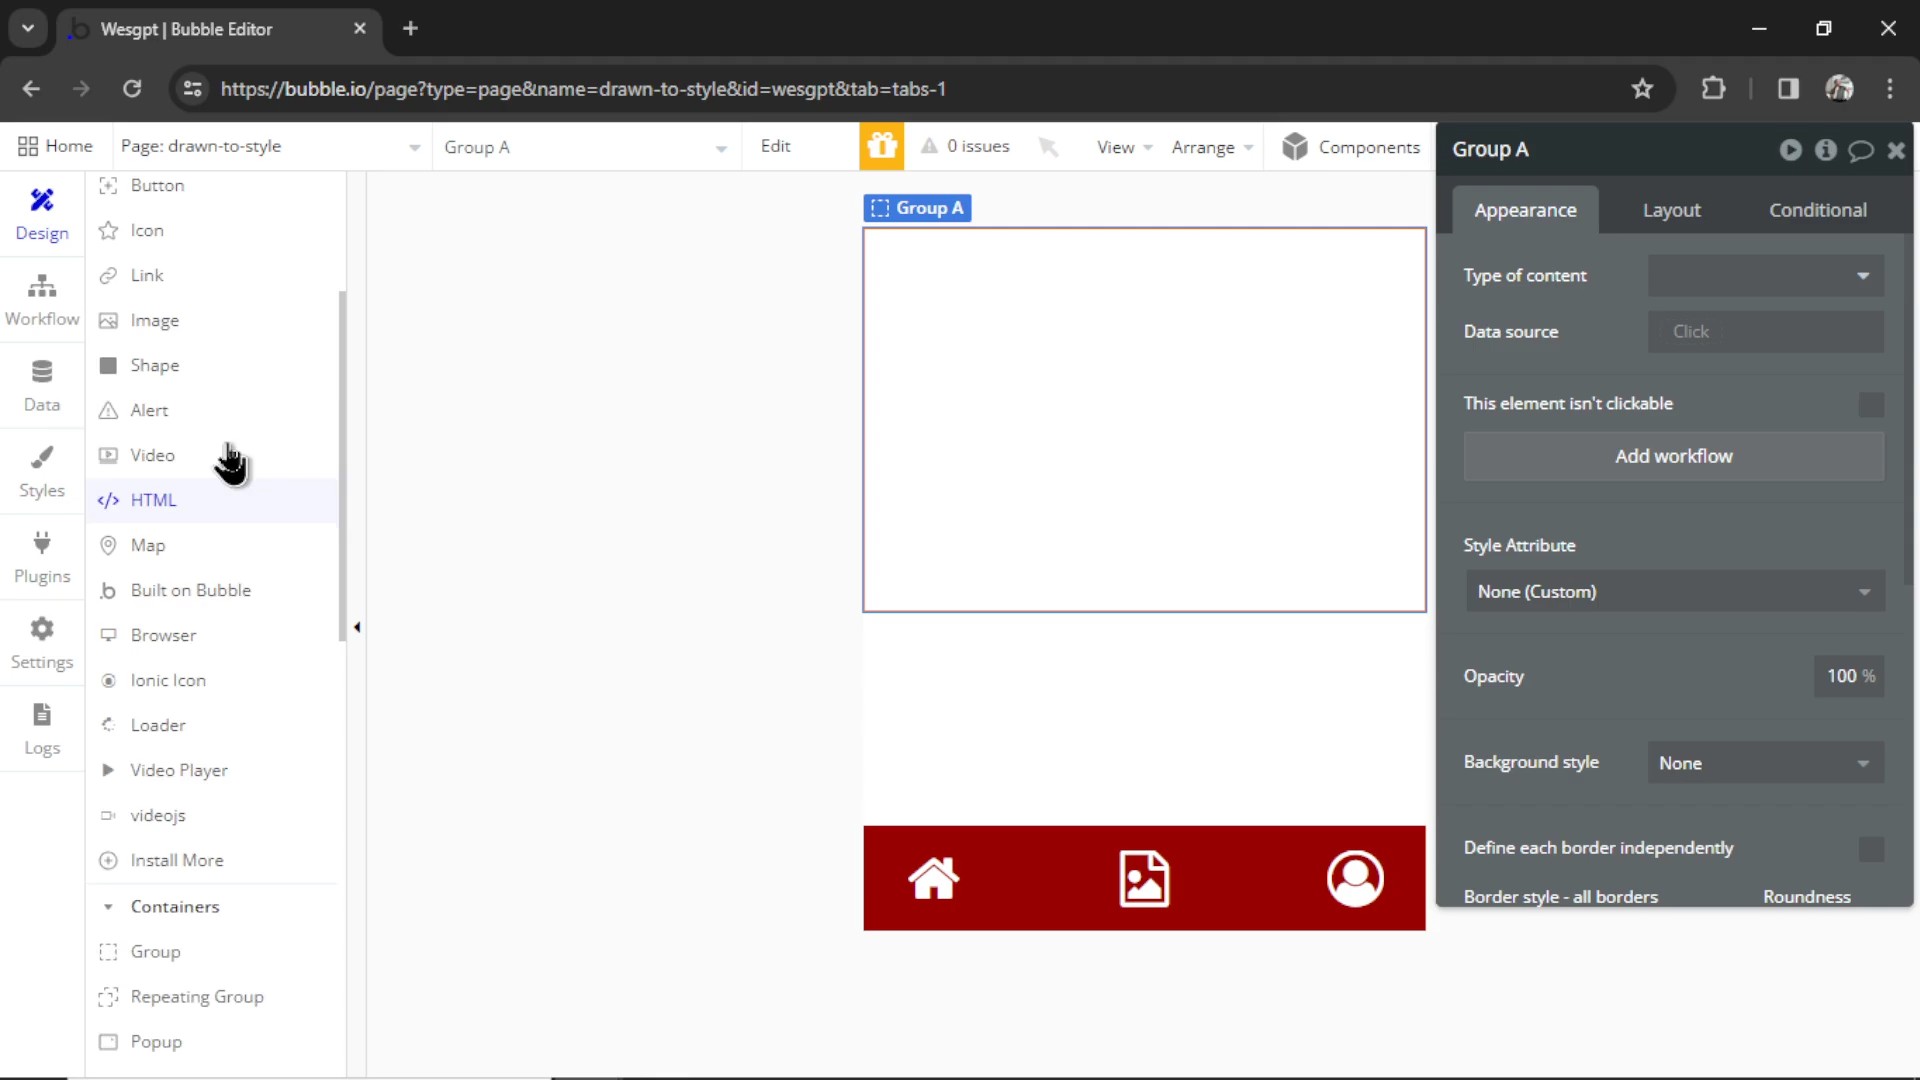 Wesgpt | Bubble Editor
https://bubble.io/page?type=page&name=drawn-to-style&id=wesgpt&tab=tabs-1
Home
Page: drawn-to-style
Group A
Edit
0 issues
View
Arrange
Components
Group A
Design
Workflow
Data
Styles
Plugins
Settings
Logs
Button
Icon
Link
Image
Shape
Alert
Video
</> HTML
Map
Built on Bubble
Browser
Ionic Icon
Loader
Video Player
videojs
Install More
Containers
Group
Repeating Group
Popup
Group A
Appearance
Layout
Conditional
Type of content
Data source
Click
This element isn't clickable
Add workflow
Style Attribute
None (Custom)
Opacity
100 %
Background style
None
Define each border independently
Border style - all borders
Roundness